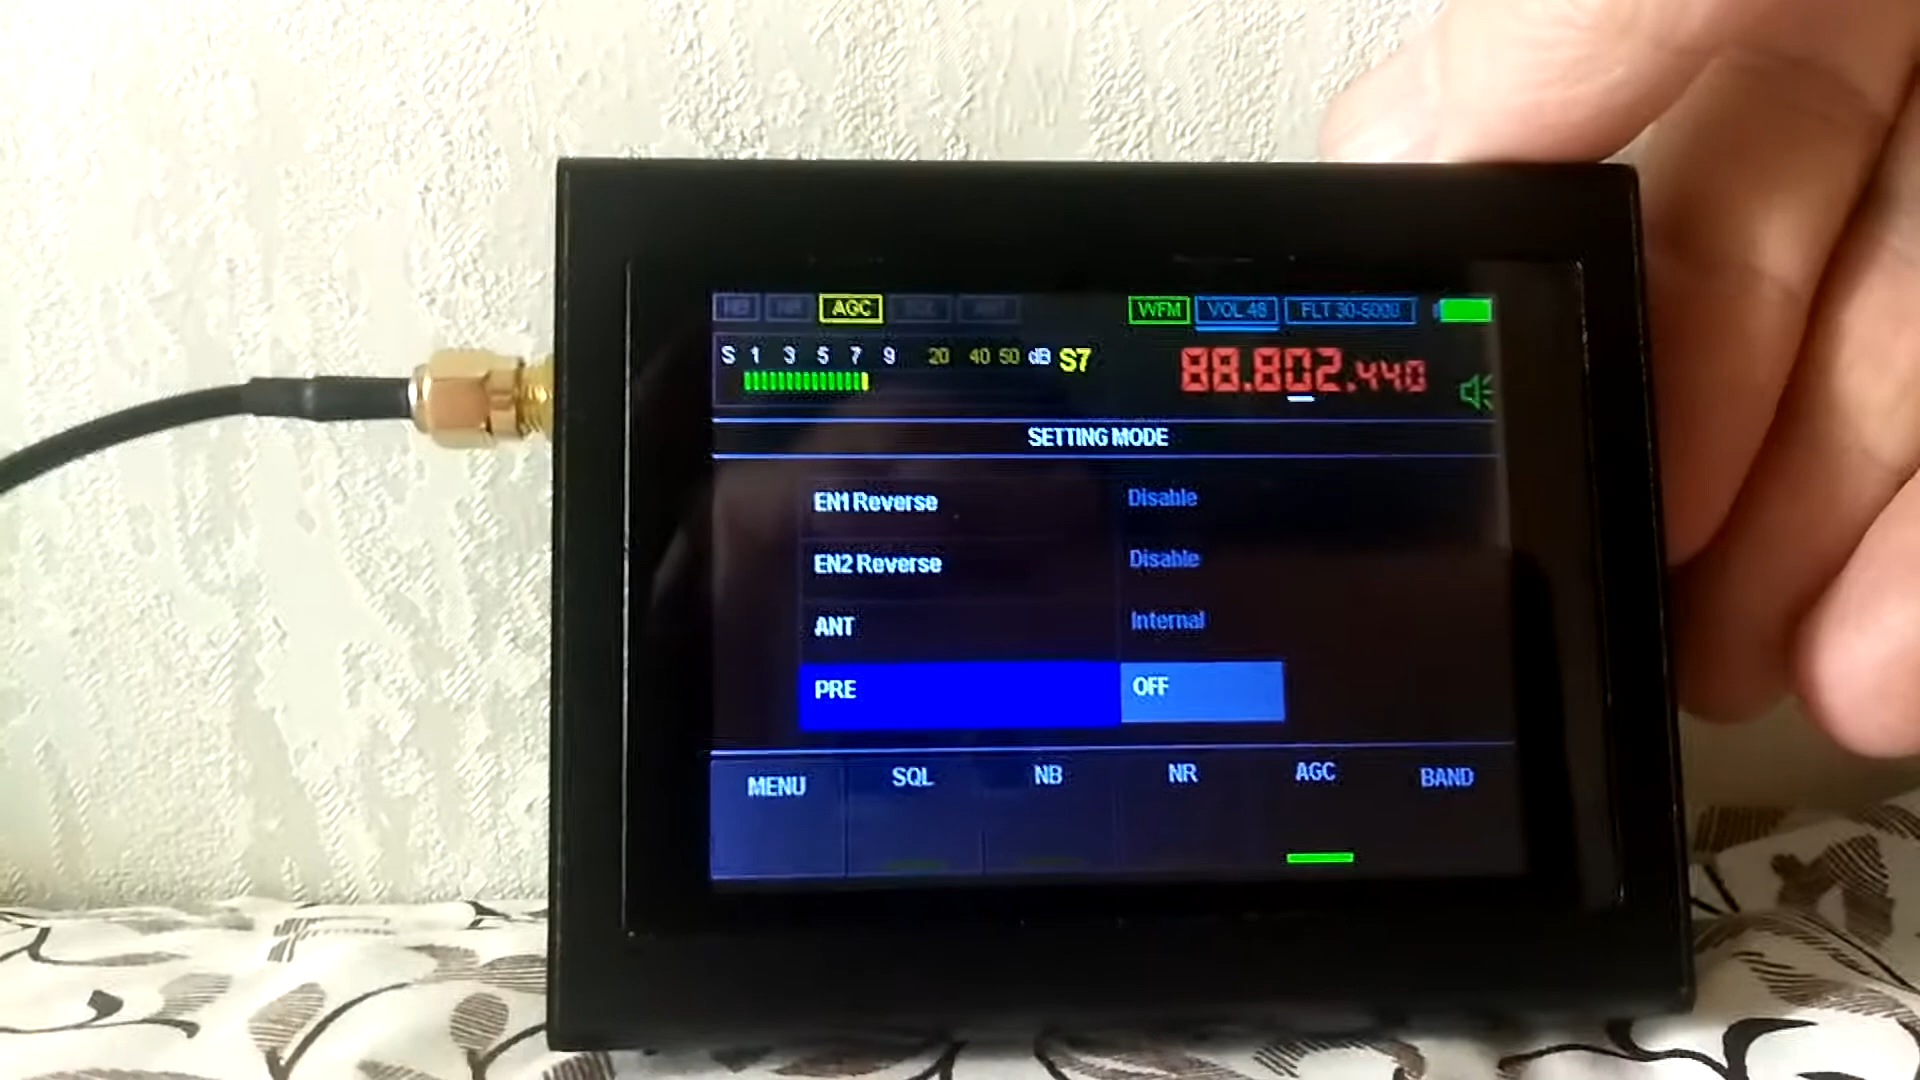 NB NR AGC WFM VOL 48 FLT 30-5000
S 1 3 5 7 9 20 40 50 dB S7 88.802.440
SETTING MODE
EN1 Reverse Disable
EN2 Reverse Disable
ANT Internal
PRE OFF
MENU SQL NB NR AGC BAND